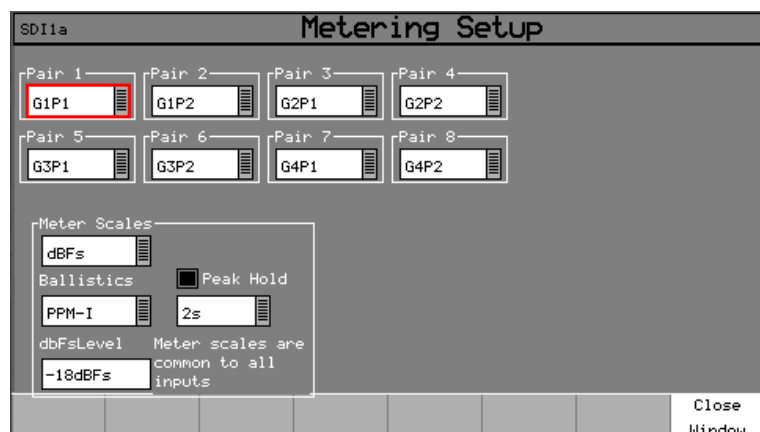 SDI1a
Metering Setup
Pair 1 Pair 2 Pair 3 Pair 4
G1P1 G1P2 G2P1 G2P2
Pair 5 Pair 6 Pair 7 Pair 8
G3P1 G3P2 G4P1 G4P2
Meter Scales
dBFs
Ballistics
Peak Hold
PPM-I
2s
dbFsLevel
-18dBFs
Meter scales are
common to all
inputs
Close
Window